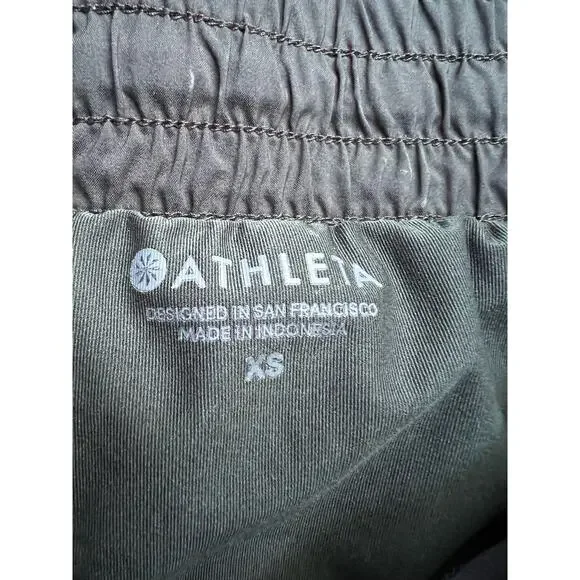 ATHLETA
DESIGNED IN SAN FRANCISCO
MADE IN INDONESIA
XS